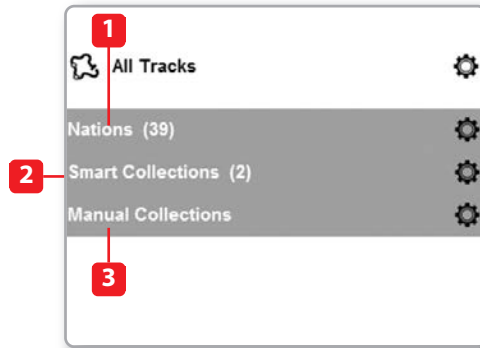 1
All Tracks
Nations (39)
2
Smart Collections (2)
Manual Collections
3